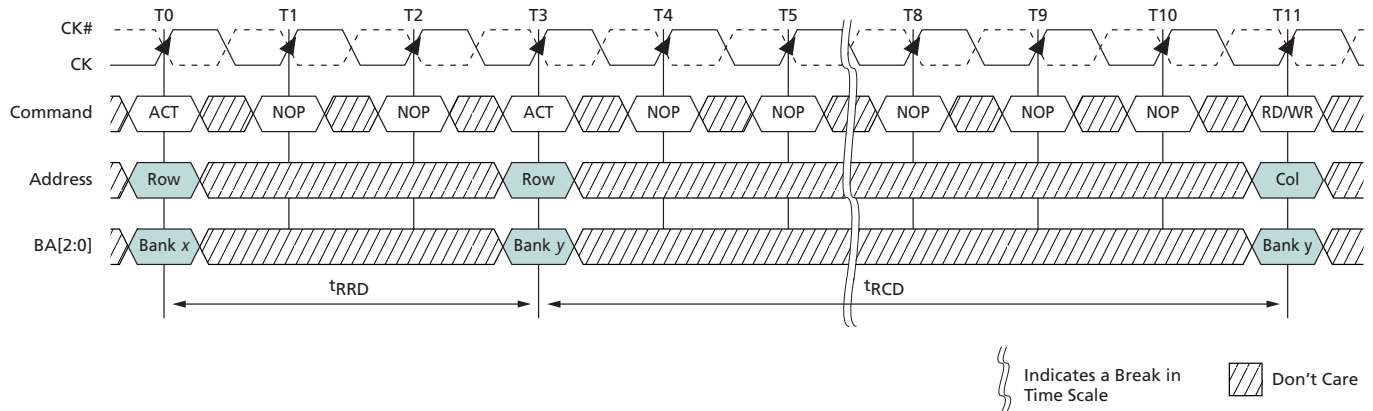 T0 T1 T2 T3 T4 T5 T8 T9 T10 T11
CK#
CK
Command ACT NOP NOP ACT NOP NOP NOP NOP NOP RD/WR
Address Row Row Col
BA[2:0] Bank x Bank y Bank y
tRRD tRCD
Indicates a Break in
Time Scale
Don't Care